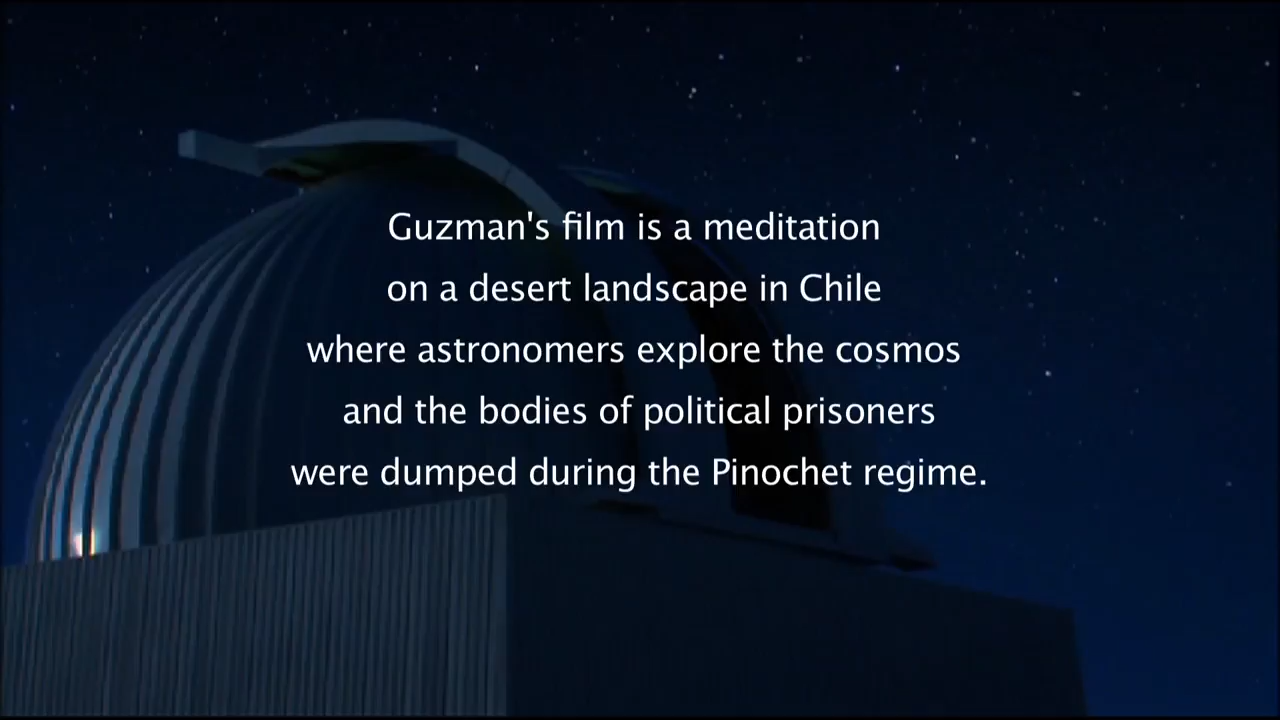 Guzman's film is a meditation
on a desert landscape in Chile
where astronomers explore the cosmos
and the bodies of political prisoners
were dumped during the Pinochet regime.